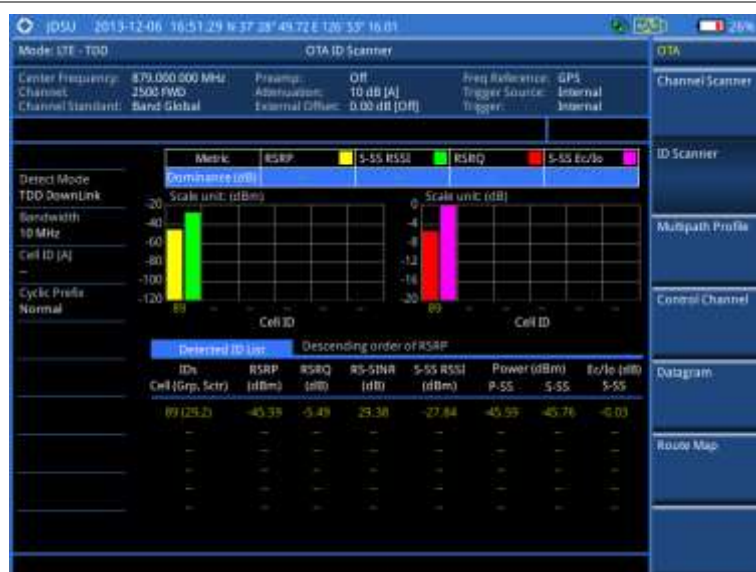 JDSU 2013-12-06 16:51:29 N 37 28' 49.72 E 126 53' 16.01 26%
Mode: LTE - TDD OTA ID Scanner OTA
Center Frequency: 879.000 000 MHz Preamp: Off Freq Reference: GPS
Channel: 2500 FWD Attenuation: 10 dB [A] Trigger Source: Internal
Channel Standard: Band Global External Offset: 0.00 dB [Off] Trigger: Internal
Channel Scanner
ID Scanner
Multipath Profile
Control Channel
Datagram
Route Map
Detect Mode
TDD DownLink
Bandwidth
10 MHz
Cell ID [A]
--
Cyclic Prefix
Normal
Metric RSRP S-SS RSSI RSRQ S-SS Ec/Io
Dominance (dB)
Scale unit: (dBm) Scale unit: (dB)
-20 0
-40 -4
-60 -8
-80 -12
-100 -16
-120 -20
89 -- -- -- -- -- 89 -- -- -- -- --
Cell ID Cell ID
Detected ID List Descending order of RSRP
IDs RSRP RSRQ RS-SINR S-SS RSSI Power (dBm) Ec/Io (dB)
Cell (Grp, Sctr) (dBm) (dB) (dB) (dBm) P-SS S-SS S-SS
89 (29,2) -5.49 29.38 -27.84 -45.59 -45.76 -0.03
-- -- -- -- -- -- -- --
-- -- -- -- -- -- -- --
-- -- -- -- -- -- -- --
-- -- -- -- -- -- -- --
-- -- -- -- -- -- -- --